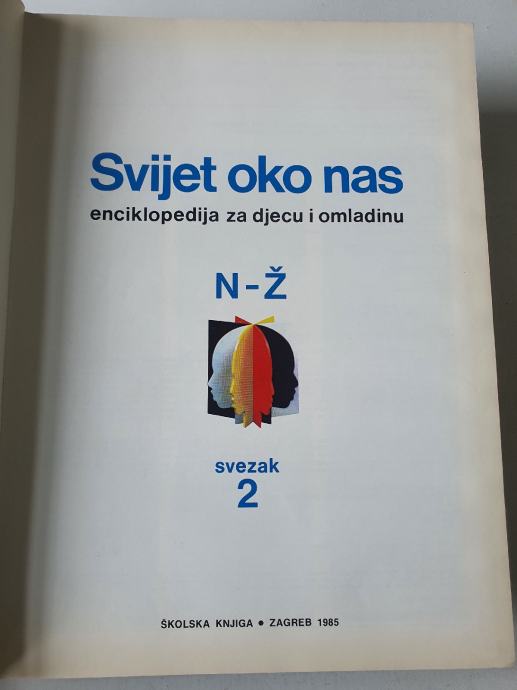 Svijet oko nas
enciklopedija za djecu i omladinu
N-Ž
svezak
2
ŠKOLSKA KNJIGA • ZAGREB 1985